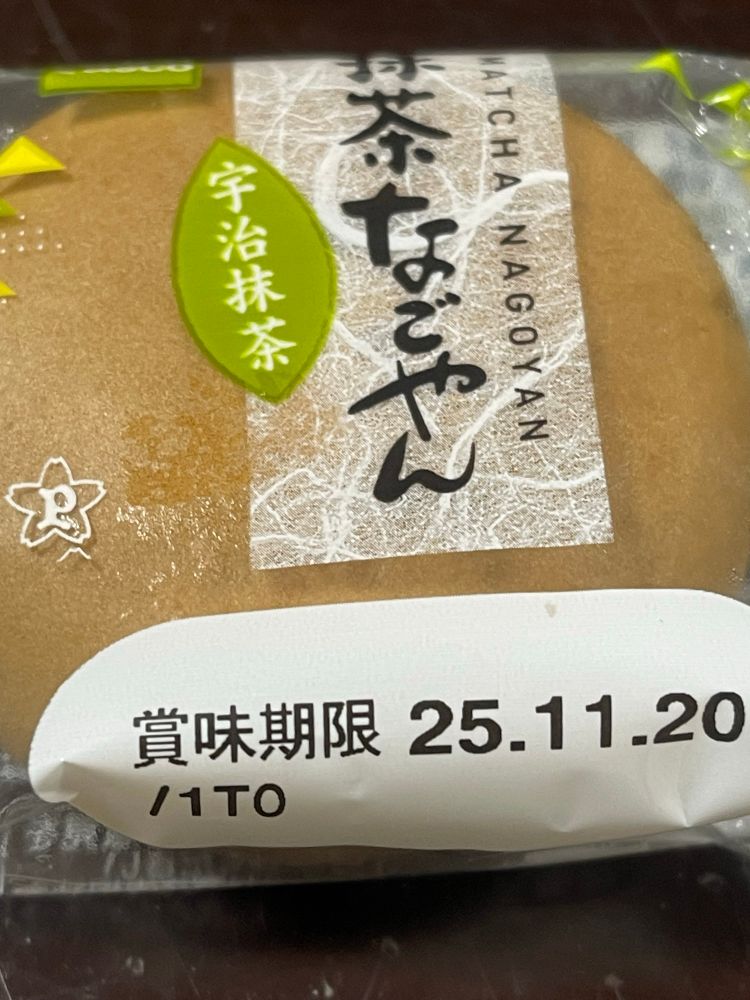 Pasco
抹茶なごやん
MATCHA NAGOYAN
宇治抹茶
P
賞味期限 25.11.20
/1TO